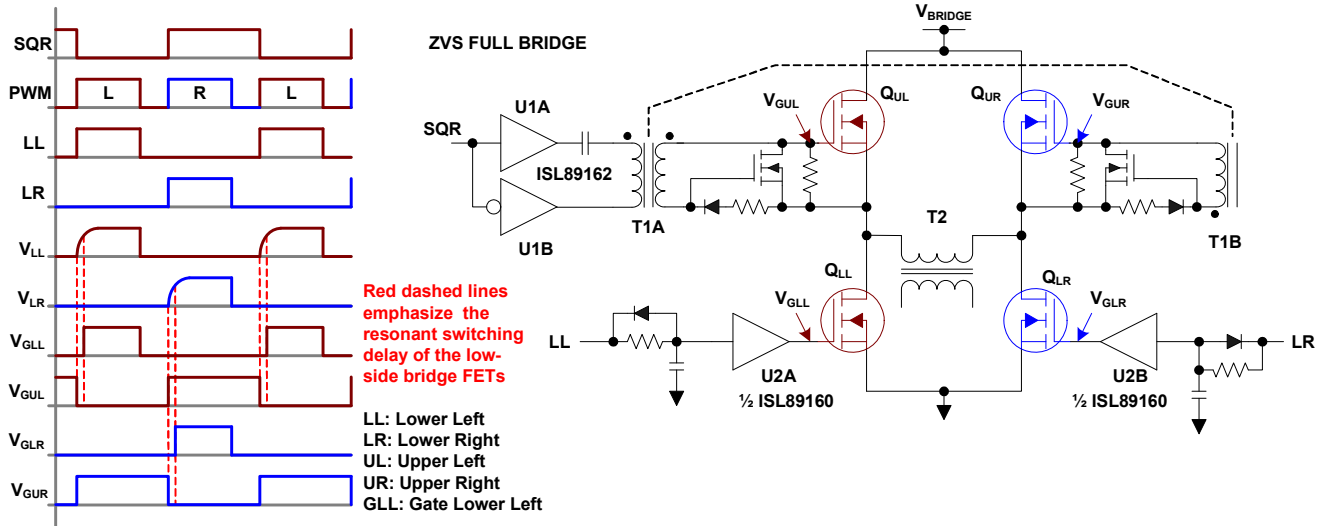 SQR
PWM
L
R
L
LL
LR
VLL
VLR
VGLL
VGUL
VGLR
VGUR
Red dashed lines
emphasize the
resonant switching
delay of the low-
side bridge FETs
LL: Lower Left
LR: Lower Right
UL: Upper Left
UR: Upper Right
GLL: Gate Lower Left
ZVS FULL BRIDGE
VBRIDGE
SQR
U1A
ISL89162
U1B
T1A
VGUL
QUL
QUR
VGUR
T1B
T2
QLL
QLR
VGLL
VGLR
LL
U2A
½ ISL89160
U2B
½ ISL89160
LR